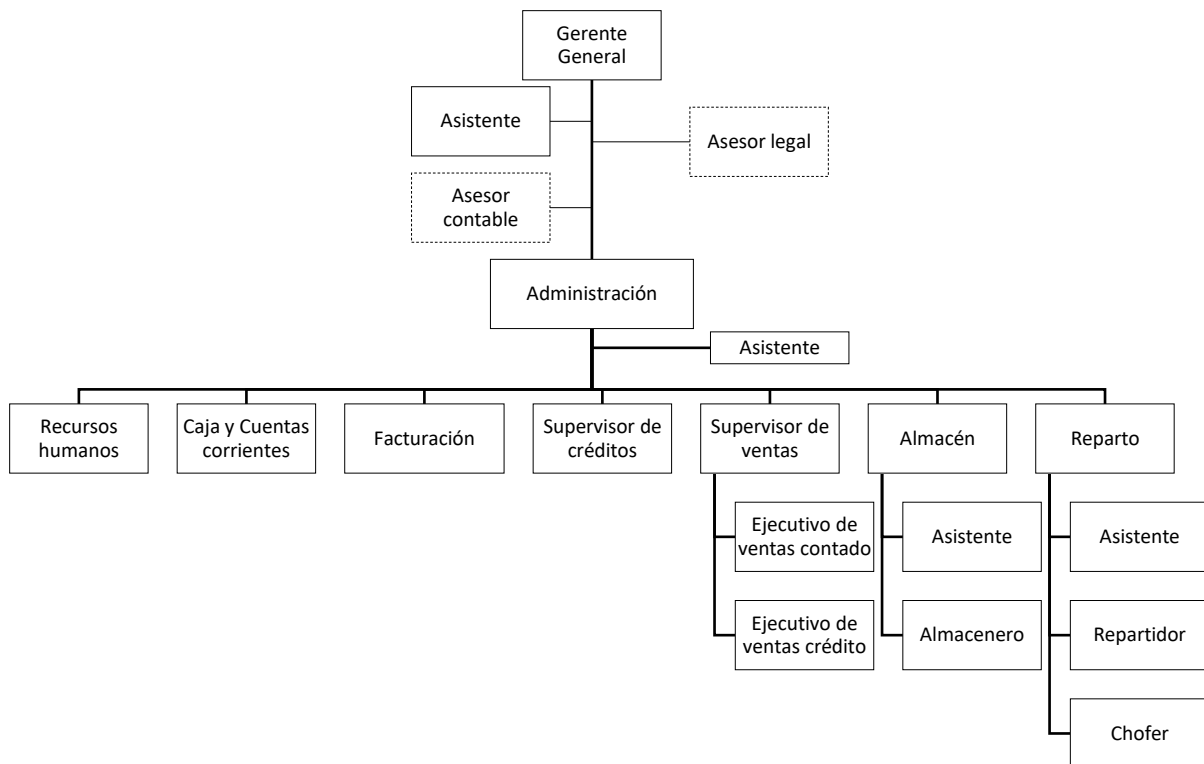 Gerente
General
Asistente
Asesor legal
Asesor
contable
Administración
Asistente
Recursos
humanos
Caja y Cuentas
corrientes
Facturación
Supervisor de
créditos
Supervisor de
ventas
Almacén
Reparto
Ejecutivo de
ventas contado
Asistente
Asistente
Ejecutivo de
ventas crédito
Almacenero
Repartidor
Chofer